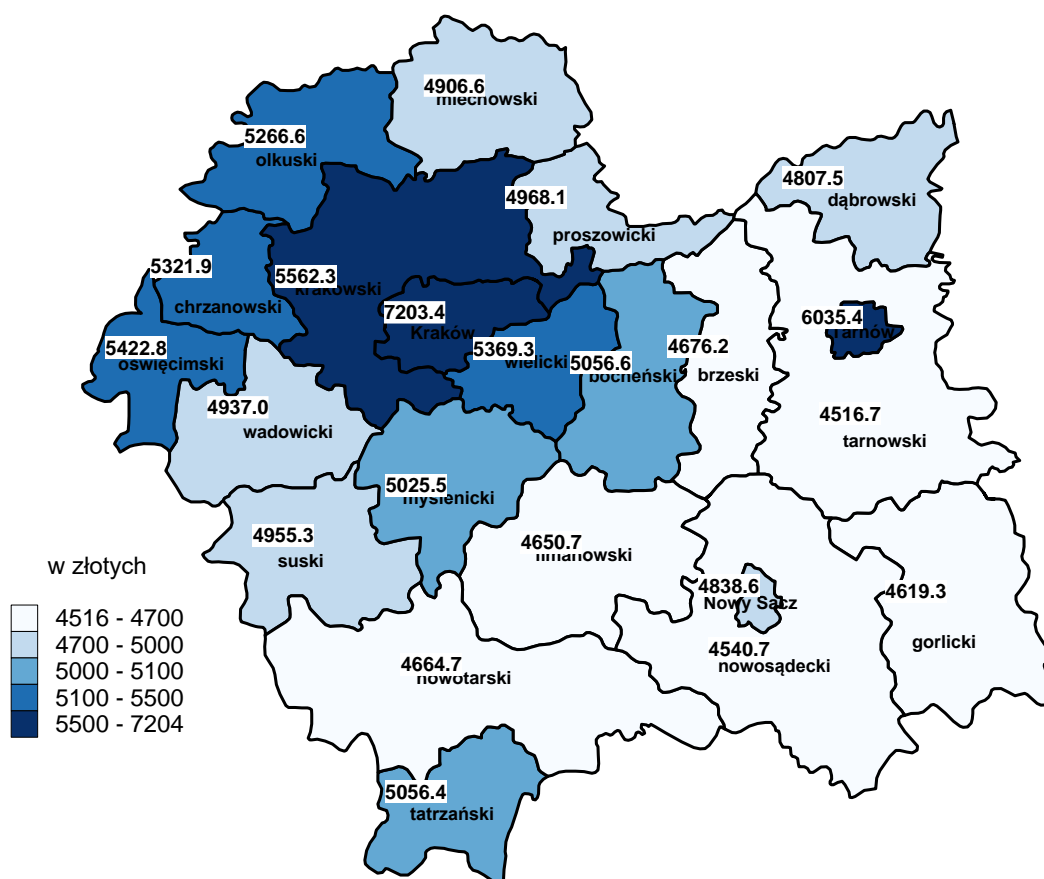 4906.6
miechowski
5266.6
olkuski
4807.5
dąbrowski
4968.1
proszowicki
5321.9
chrzanowski
5562.3
krakowski
7203.4
Kraków
6035.4
Tarnów
5422.8
oświęcimski
5369.3
wielicki
5056.6
bocheński
4676.2
brzeski
4937.0
wadowicki
4516.7
tarnowski
5025.5
myślenicki
4955.3
suski
4650.7
limanowski
4838.6
Nowy Sącz
4619.3
gorlicki
4540.7
nowosądecki
4664.7
nowotarski
5056.4
tatrzański
w złotych
4516 - 4700
4700 - 5000
5000 - 5100
5100 - 5500
5500 - 7204